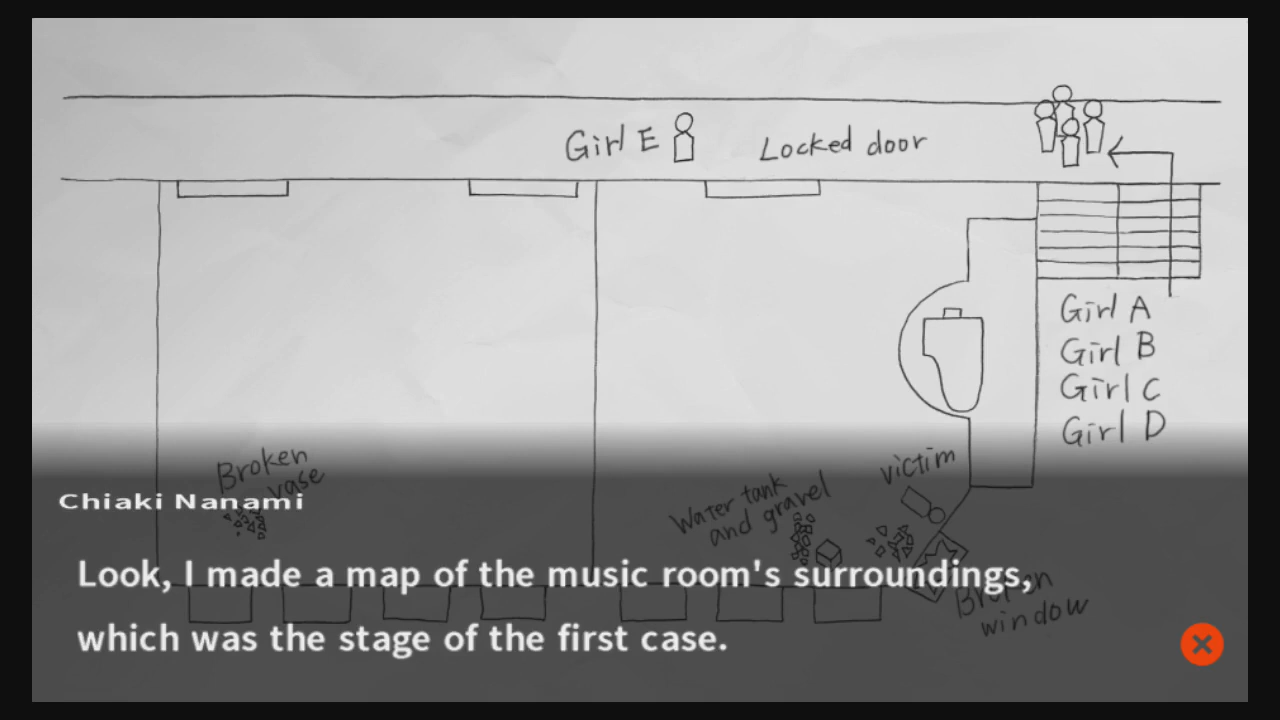 Girl E
Locked door
Girl A
Girl B
Girl C
Girl D
Broken
vase
Water tank
and gravel
victim
Broken
window
Chiaki Nanami
Look, I made a map of the music room's surroundings,
which was the stage of the first case.